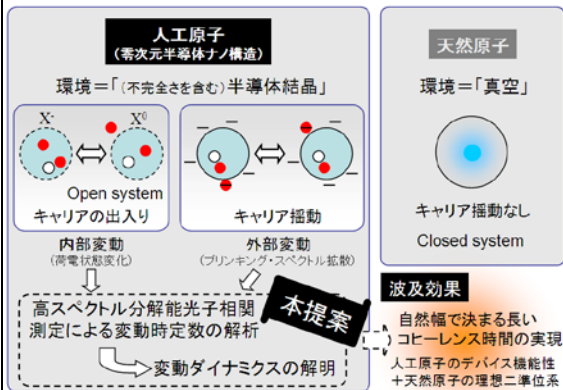 人工原子
(零次元半導体ナノ構造)
環境=「(不完全さを含む)半導体結晶」
X⁻
X⁰
Open system
キャリアの出入り
キャリア揺動
内部変動
(荷電状態変化)
外部変動
(ブリンキング・スペクトル拡散)
高スペクトル分解能光子相関
測定による変動時定数の解析
変動ダイナミクスの解明
本提案
天然原子
環境=「真空」
キャリア揺動なし
Closed system
波及効果
自然幅で決まる長い
コヒーレンス時間の実現
人工原子のデバイス機能性
+天然原子の理想二準位系